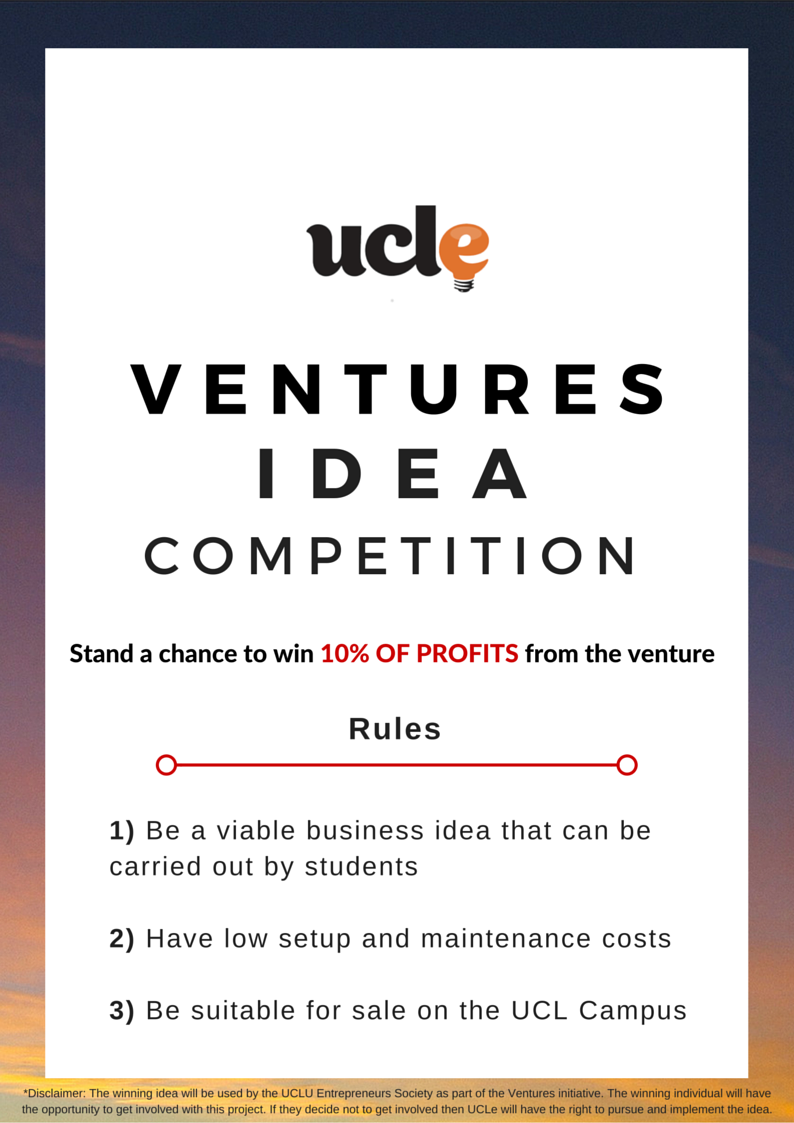 ucle
VENTURES
IDEA
COMPETITION
Stand a chance to win 10% OF PROFITS from the venture
Rules
1) Be a viable business idea that can be
carried out by students
2) Have low setup and maintenance costs
3) Be suitable for sale on the UCL Campus
*Disclaimer: The winning idea will be used by the UCLU Entrepreneurs Society as part of the Ventures initiative. The winning individual will have
the opportunity to get involved with this project. If they decide not to get involved then UCLe will have the right to pursue and implement the idea.